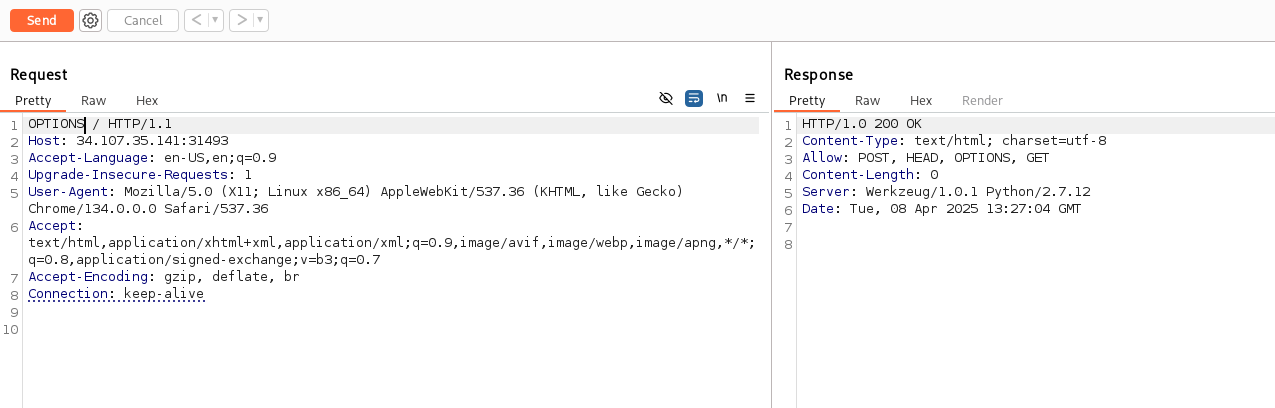 Send Cancel < >
Request
Pretty Raw Hex \n
1 OPTIONS / HTTP/1.1
2 Host: 34.107.35.141:31493
3 Accept-Language: en-US,en;q=0.9
4 Upgrade-Insecure-Requests: 1
5 User-Agent: Mozilla/5.0 (X11; Linux x86_64) AppleWebKit/537.36 (KHTML, like Gecko)
Chrome/134.0.0.0 Safari/537.36
6 Accept:
text/html,application/xhtml+xml,application/xml;q=0.9,image/avif,image/webp,image/apng,*/*;
q=0.8,application/signed-exchange;v=b3;q=0.7
7 Accept-Encoding: gzip, deflate, br
8 Connection: keep-alive
9
10
Response
Pretty Raw Hex Render
1 HTTP/1.0 200 OK
2 Content-Type: text/html; charset=utf-8
3 Allow: POST, HEAD, OPTIONS, GET
4 Content-Length: 0
5 Server: Werkzeug/1.0.1 Python/2.7.12
6 Date: Tue, 08 Apr 2025 13:27:04 GMT
7
8